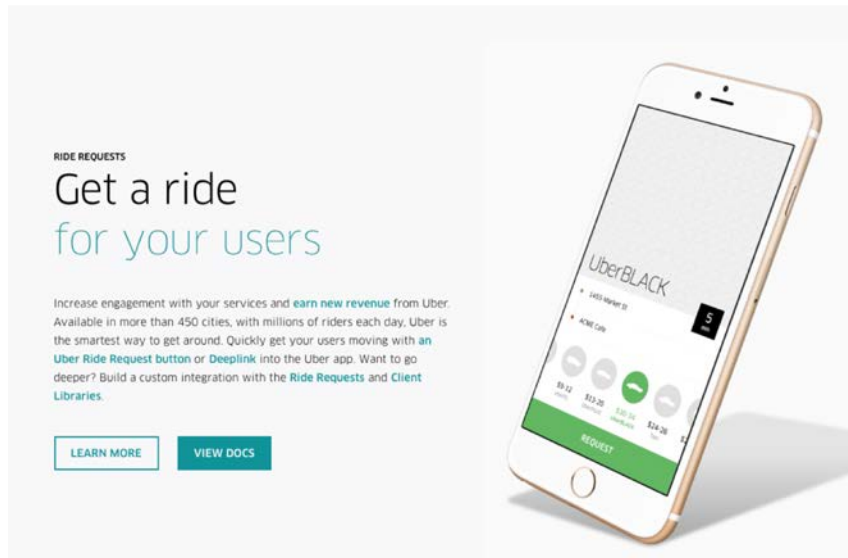 RIDE REQUESTS
Get a ride
for your users
Increase engagement with your services and earn new revenue from Uber.
Available in more than 450 cities, with millions of riders each day, Uber is
the smartest way to get around. Quickly get your users moving with an
Uber Ride Request button or Deeplink into the Uber app. Want to go
deeper? Build a custom integration with the Ride Requests and Client
Libraries.
LEARN MORE
VIEW DOCS
UberBLACK
1455 Market St
5
ACME Cafe
$9-12
$13-20
UberBLACK
$24-26
REQUEST